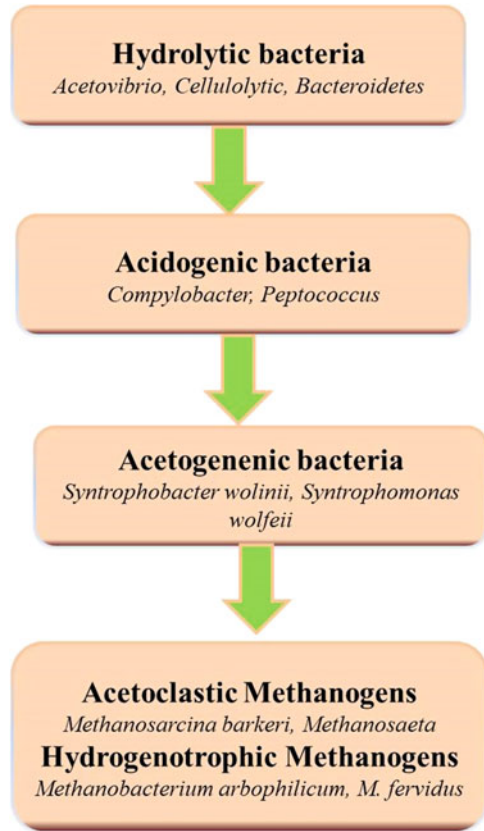 Hydrolytic bacteria
Acetovibrio, Cellulolytic, Bacteroidetes
Acidogenic bacteria
Compylobacter, Peptococcus
Acetogenenic bacteria
Syntrophobacter wolinii, Syntrophomonas
wolfeii
Acetoclastic Methanogens
Methanosarcina barkeri, Methanosaeta
Hydrogenotrophic Methanogens
Methanobacterium arbophilicum, M. fervidus